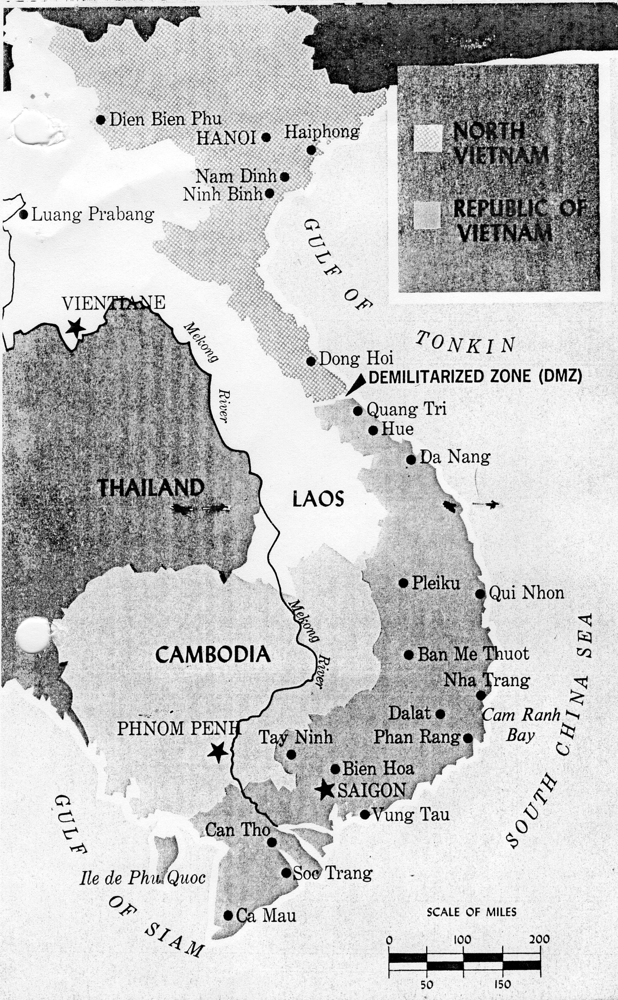 Dien Bien Phu
HANOI
Haiphong
NORTH
VIETNAM
Nam Dinh
Ninh Binh
Luang Prabang
REPUBLIC OF
VIETNAM
GULF OF TONKIN
VIENTIANE
Mekong River
Dong Hoi
DEMILITARIZED ZONE (DMZ)
Quang Tri
Hue
Da Nang
THAILAND
LAOS
Pleiku
Qui Nhon
Mekong River
CAMBODIA
Ban Me Thuot
Nha Trang
Dalat
Cam Ranh
Bay
PHNOM PENH
Tay Ninh
Phan Rang
Bien Hoa
SAIGON
SOUTH CHINA SEA
Vung Tau
Can Tho
Soc Trang
Ile de Phu Quoc
GULF OF SIAM
Ca Mau
SCALE OF MILES
0 100 200
50 150